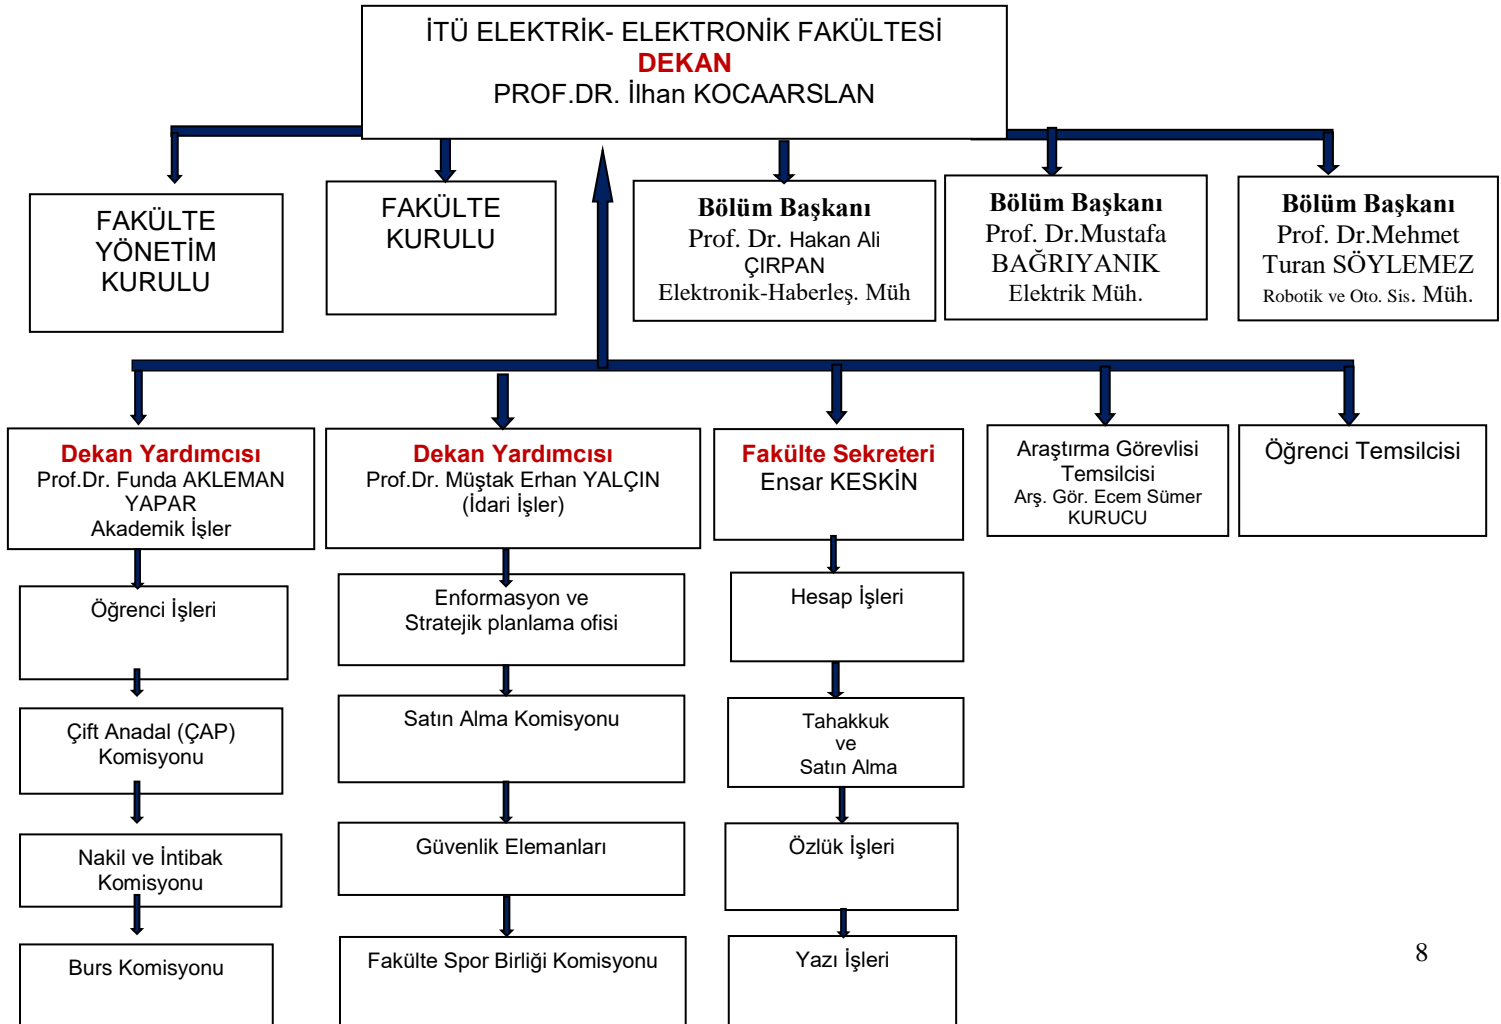 İTÜ ELEKTRİK- ELEKTRONİK FAKÜLTESİ
DEKAN
PROF.DR. İlhan KOCAARSLAN
FAKÜLTE
YÖNETİM
KURULU
FAKÜLTE
KURULU
Bölüm Başkanı
Prof. Dr. Hakan Ali
ÇIRPAN
Elektronik-Haberleş. Müh
Bölüm Başkanı
Prof. Dr.Mustafa
BAĞRIYANIK
Elektrik Müh.
Bölüm Başkanı
Prof. Dr.Mehmet
Turan SÖYLEMEZ
Robotik ve Oto. Sis. Müh.
Dekan Yardımcısı
Prof.Dr. Funda AKLEMAN
YAPAR
Akademik İşler
Dekan Yardımcısı
Prof.Dr. Müştak Erhan YALÇIN
(İdari İşler)
Fakülte Sekreteri
Ensar KESKİN
Araştırma Görevlisi
Temsilcisi
Arş. Gör. Ecem Sümer
KURUCU
Öğrenci Temsilcisi
Öğrenci İşleri
Enformasyon ve
Stratejik planlama ofisi
Hesap İşleri
Çift Anadal (ÇAP)
Komisyonu
Satın Alma Komisyonu
Tahakkuk
ve
Satın Alma
Nakil ve İntibak
Komisyonu
Güvenlik Elemanları
Özlük İşleri
Burs Komisyonu
Fakülte Spor Birliği Komisyonu
Yazı İşleri
8